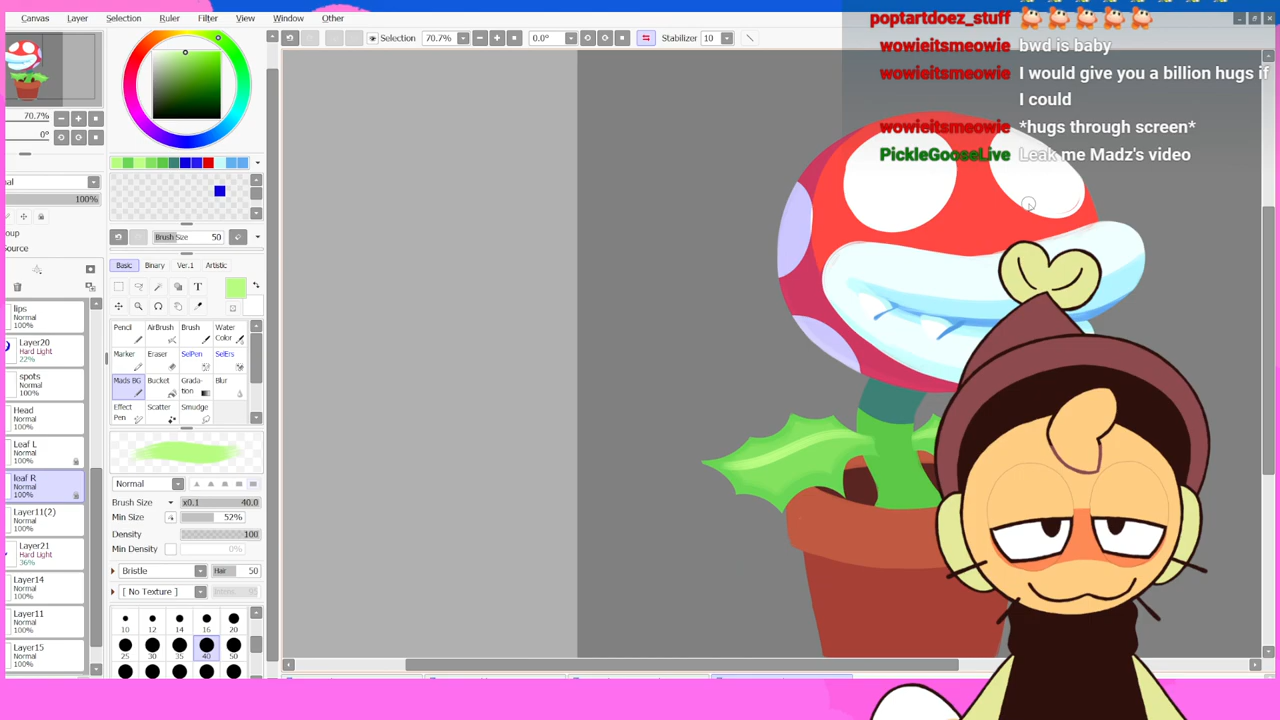 Canvas Layer Selection Ruler Filter View Window Other
poptartdoez_stuff
wowieitsmeowie bwd is baby
wowieitsmeowie I would give you a billion hugs if
I could
wowieitsmeowie *hugs through screen*
PickleGooseLive Leak me Madz's video
Selection 70.7% 0.0° Stabilizer 10
70.7%
0°
100%
Brush Size 50
Source
Basic Binary Ver.1 Artistic
T
Pencil AirBrush Brush Water Color
Marker Eraser SelPen SelErs
Mads BG Bucket Grada-tion Blur
Effect Pen Scatter Smudge
lips
Normal
100%
Layer20
Hard Light
22%
spots
Normal
100%
Head
Normal
100%
Leaf L
Normal
100%
leaf R
Normal
100%
Layer11(2)
Normal
100%
Layer21
Hard Light
36%
Layer14
Normal
100%
Layer11
Normal
100%
Layer15
Normal
100%
Normal
Brush Size x0.1 40.0
Min Size 52%
Density 100
Min Density 0%
Bristle Hair 50
[ No Texture ]
10 12 14 16 20
25 30 35 40 50